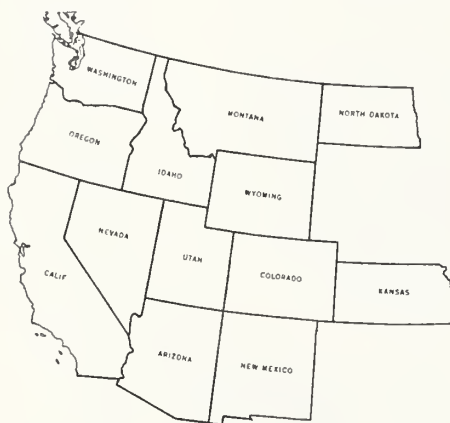 WASHINGTON
MONTANA
NORTH DAKOTA
OREGON
IDAHO
WYOMING
NEVADA
UTAH
COLORADO
CALIF
KANSAS
ARIZONA
NEW MEXICO